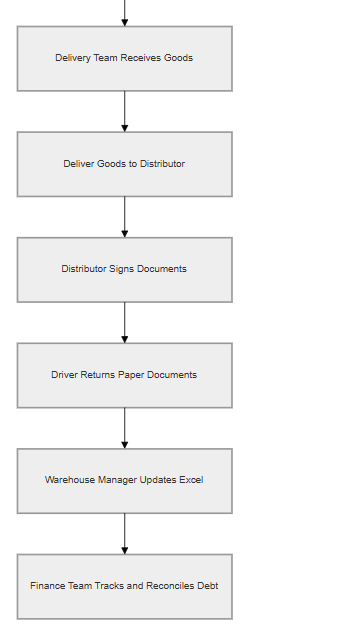 Delivery Team Receives Goods
Deliver Goods to Distributor
Distributor Signs Documents
Driver Returns Paper Documents
Warehouse Manager Updates Excel
Finance Team Tracks and Reconciles Debt